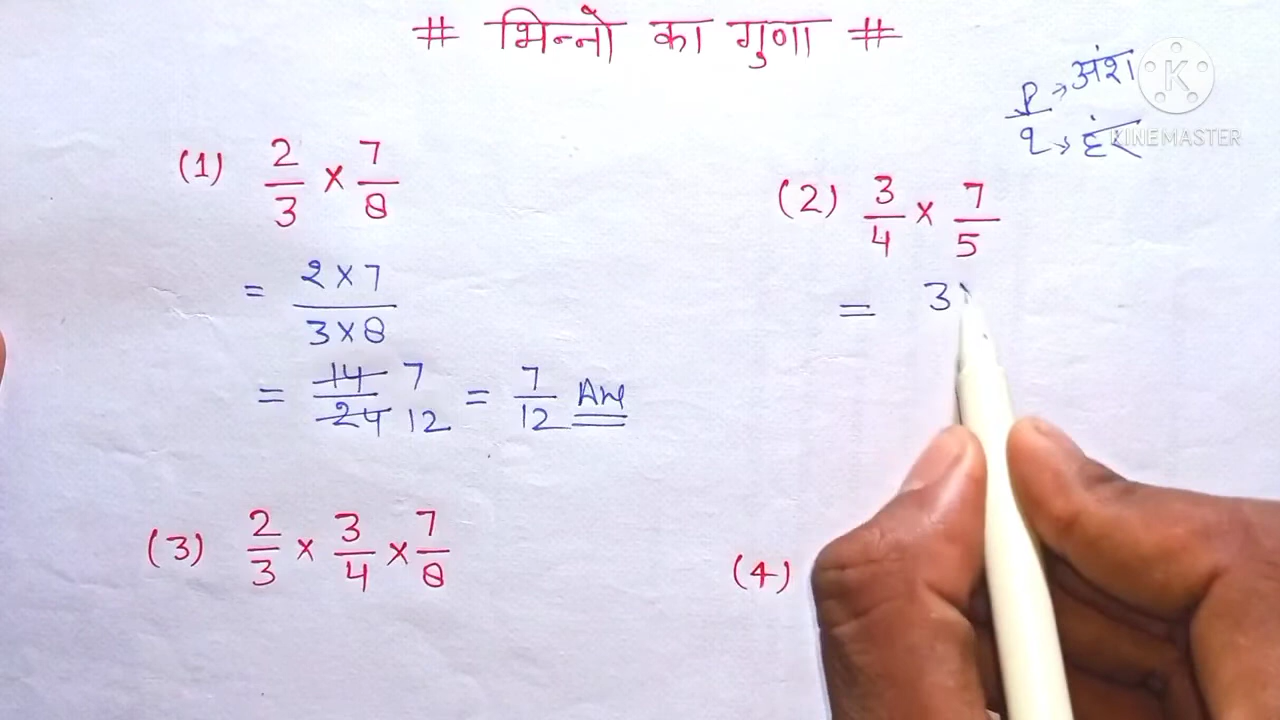 # भिन्नो का गुणा #
p → अंश
q → हर
K
KINEMASTER
(1) 2/3 × 7/8
= 2 × 7 / 3 × 8
= 14/24 7/12 = 7/12 Ans
(2) 3/4 × 7/5
= 3
(3) 2/3 × 3/4 × 7/8
(4)